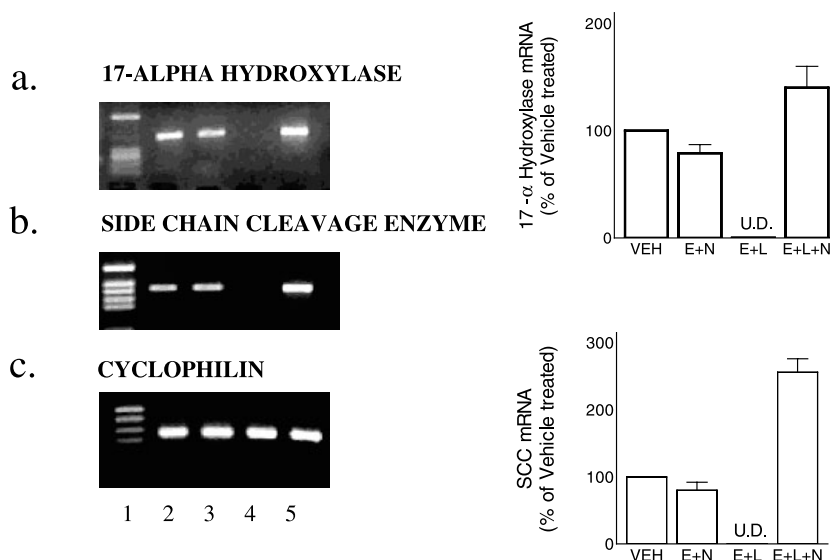 a.
17-ALPHA HYDROXYLASE
b.
SIDE CHAIN CLEAVAGE ENZYME
c.
CYCLOPHILIN
1 2 3 4 5
17 -α Hydroxylase mRNA
(% of Vehicle treated)
200
100
0
U.D.
VEH E+N E+L E+L+N
SCC mRNA
(% of Vehicle treated)
300
200
100
0
U.D.
VEH E+N E+L E+L+N